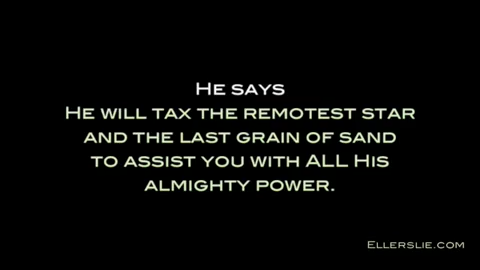 He says
He will tax the remotest star
and the last grain of sand
to assist you with ALL His
almighty power.
Ellerslie.com